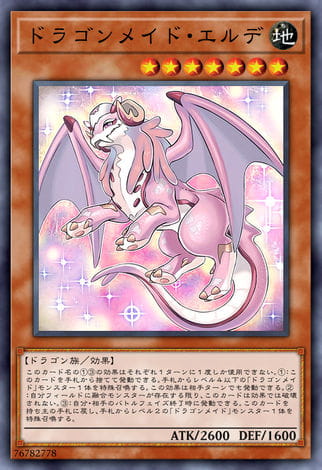 ドラゴンメイド・エルデ
地
【ドラゴン族／効果】
このカード名の①③の効果はそれぞれ１ターンに１度しか使用できない。①：こ
のカードを手札から捨てて発動できる。手札からレベル４以下の「ドラゴンメイ
ド」モンスター１体を特殊召喚する。この効果は相手ターンでも発動できる。②
：自分フィールドに融合モンスターが存在する限り、このカードは効果では破壊
されない。③：自分・相手のバトルフェイズ終了時に発動できる。このカードを
持ち主の手札に戻し、手札からレベル２の「ドラゴンメイド」モンスター１体を
特殊召喚する。
ATK/2600 DEF/1600
76782778